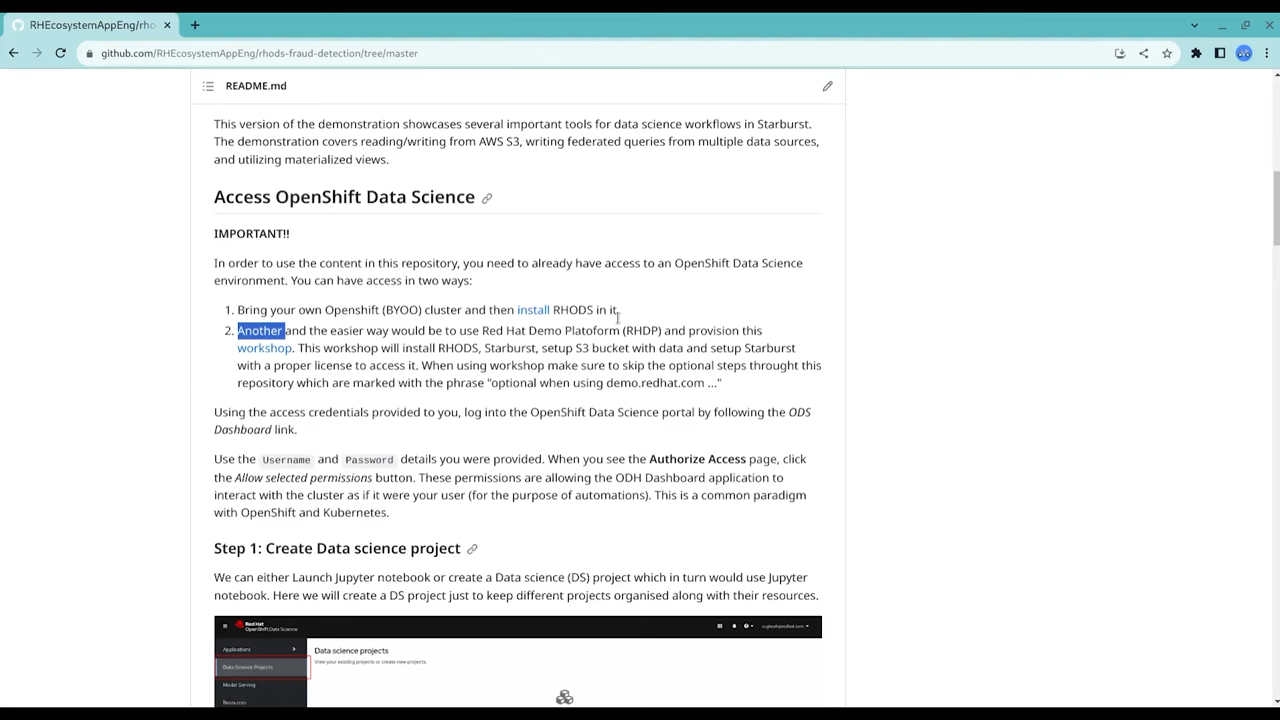 RHEcosystemAppEng/rho
github.com/RHEcosystemAppEng/rhods-fraud-detection/tree/master
README.md
This version of the demonstration showcases several important tools for data science workflows in Starburst.
The demonstration covers reading/writing from AWS S3, writing federated queries from multiple data sources,
and utilizing materialized views.
Access OpenShift Data Science
IMPORTANT!!
In order to use the content in this repository, you need to already have access to an OpenShift Data Science
environment. You can have access in two ways:
1. Bring your own Openshift (BYOO) cluster and then install RHODS in it.
2. Another and the easier way would be to use Red Hat Demo Platoform (RHDP) and provision this
workshop. This workshop will install RHODS, Starburst, setup S3 bucket with data and setup Starburst
with a proper license to access it. When using workshop make sure to skip the optional steps throught this
repository which are marked with the phrase "optional when using demo.redhat.com ..."
Using the access credentials provided to you, log into the OpenShift Data Science portal by following the ODS
Dashboard link.
Use the Username and Password details you were provided. When you see the Authorize Access page, click
the Allow selected permissions button. These permissions are allowing the ODH Dashboard application to
interact with the cluster as if it were your user (for the purpose of automations). This is a common paradigm
with OpenShift and Kubernetes.
Step 1: Create Data science project
We can either Launch Jupyter notebook or create a Data science (DS) project which in turn would use Jupyter
notebook. Here we will create a DS project just to keep different projects organised along with their resources.
Red Hat
OpenShift Data Science
Applications
Data science projects
View your existing projects or create new projects.
Data Science Projects
Model Serving
Resources